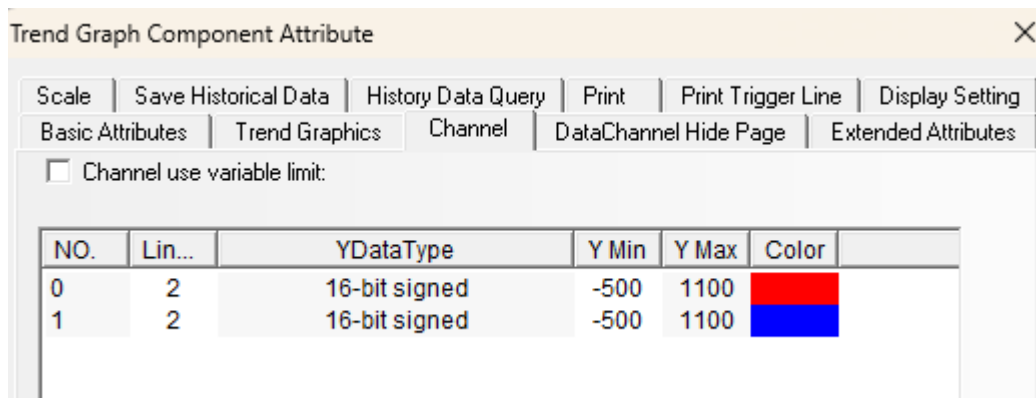 Trend Graph Component Attribute
Scale Save Historical Data History Data Query Print Print Trigger Line Display Setting
Basic Attributes Trend Graphics Channel DataChannel Hide Page Extended Attributes
Channel use variable limit:
NO. Lin... YDataType Y Min Y Max Color
0 2 16-bit signed -500 1100
1 2 16-bit signed -500 1100